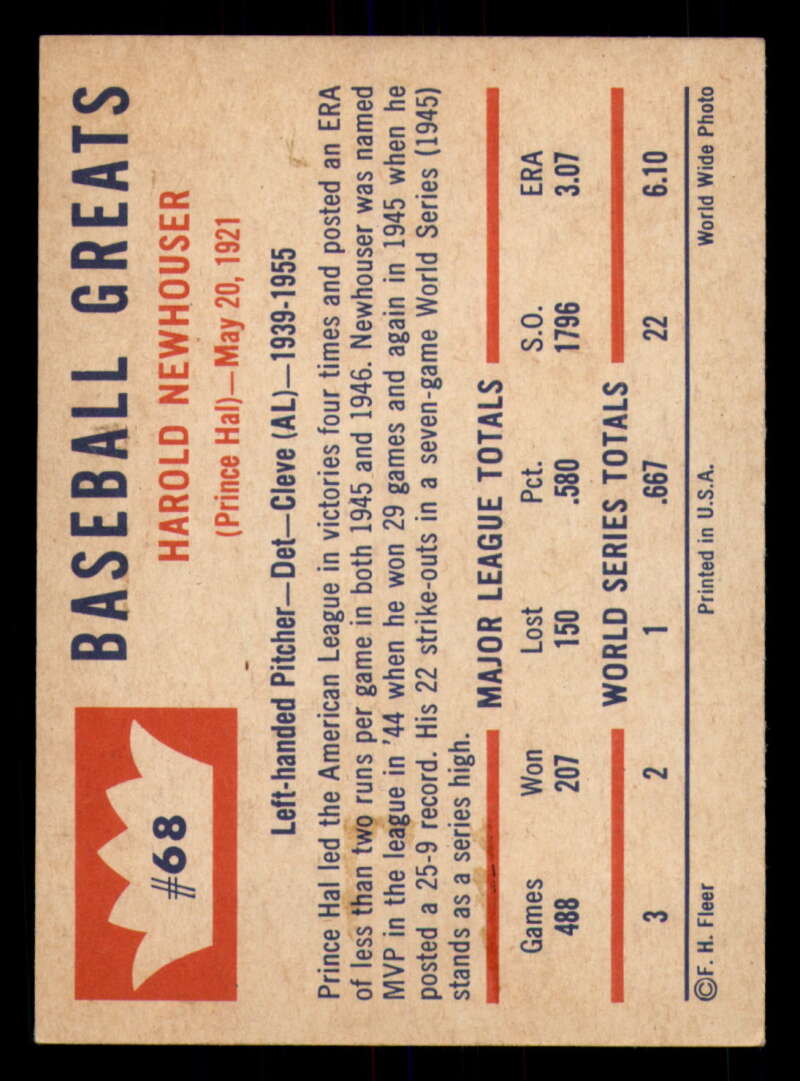 #68
BASEBALL GREATS
HAROLD NEWHOUSER
(Prince Hal)—May 20, 1921
Left-handed Pitcher—Det—Cleve (AL)—1939-1955
Prince Hal led the American League in victories four times and posted an ERA
of less than two runs per game in both 1945 and 1946. Newhouser was named
MVP in the league in '44 when he won 29 games and again in 1945 when he
posted a 25-9 record. His 22 strike-outs in a seven-game World Series (1945)
stands as a series high.
MAJOR LEAGUE TOTALS
Games Won Lost Pct. S.O. ERA
488 207 150 .580 1796 3.07
WORLD SERIES TOTALS
3 2 1 .667 22 6.10
©F. H. Fleer Printed in U.S.A. World Wide Photo